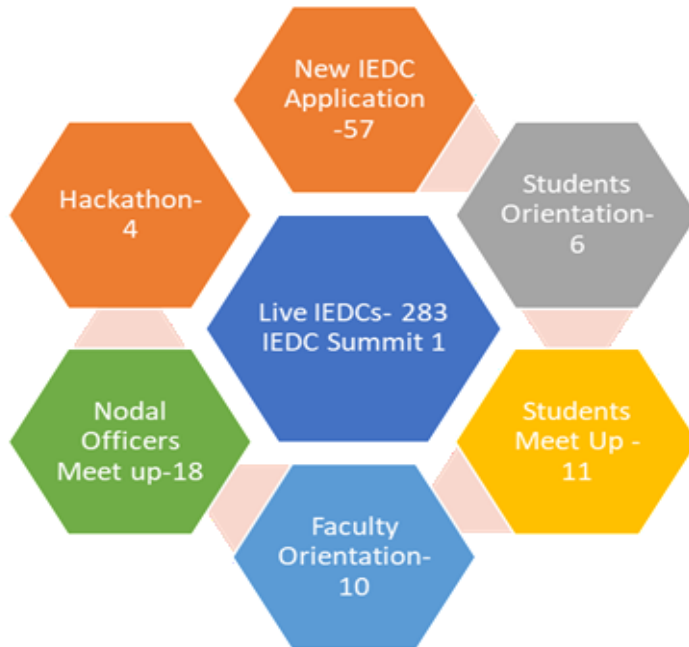 New IEDC
Application
-57
Students
Orientation-
6
Students
Meet Up -
11
Faculty
Orientation-
10
Nodal
Officers
Meet up-18
Hackathon-
4
Live IEDCs- 283
IEDC Summit 1